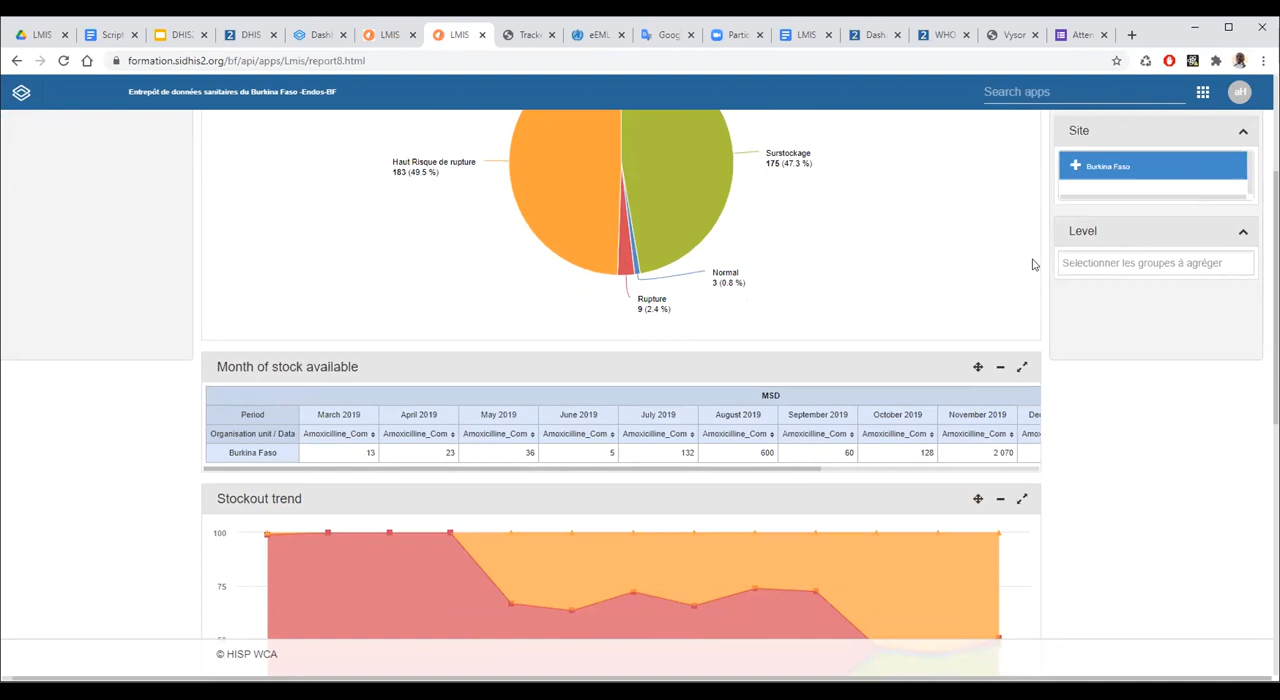 LMIS Script DHIS2 DHIS Dashl LMIS LMIS Tracke eEML Goog Partic LMIS Dash WHO Vysor Atten
formation.sidhis2.org/bf/api/apps/Lmis/report8.html
Entrepôt de données sanitaires du Burkina Faso -Endos-BF
Search apps
aH
Haut Risque de rupture
183 (49.5 %)
Surstockage
175 (47.3 %)
Normal
3 (0.8 %)
Rupture
9 (2.4 %)
Site
Burkina Faso
Level
Selectionner les groupes à agréger
Month of stock available
MSD
Period March 2019 April 2019 May 2019 June 2019 July 2019 August 2019 September 2019 October 2019 November 2019 De
Organisation unit / Data Amoxicilline_Com Amoxicilline_Com Amoxicilline_Com Amoxicilline_Com Amoxicilline_Com Amoxicilline_Com Amoxicilline_Com Amoxicilline_Com Amoxicilline_Com Amo
Burkina Faso 13 23 36 5 132 600 60 128 2 070
Stockout trend
100
75
© HISP WCA